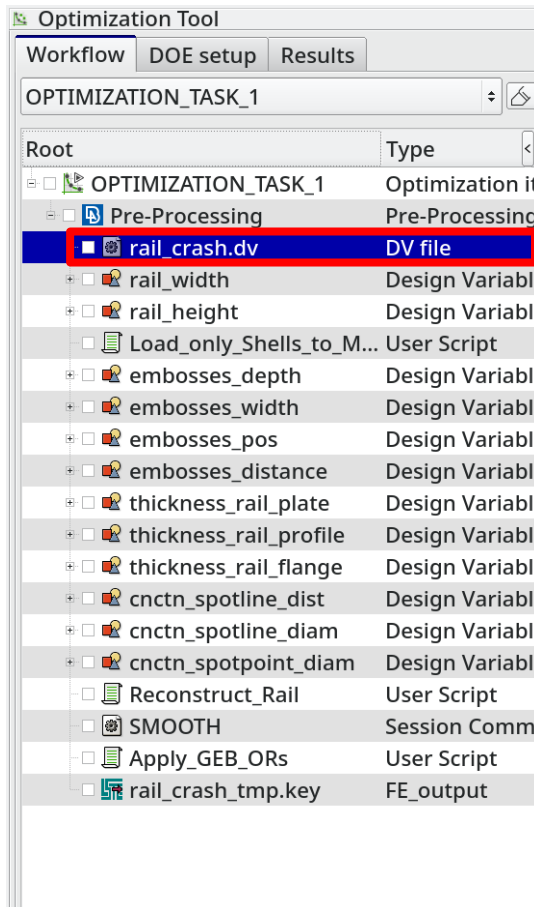 Optimization Tool
Workflow DOE setup Results
OPTIMIZATION_TASK_1
Root Type <
OPTIMIZATION_TASK_1 Optimization it
Pre-Processing Pre-Processing
rail_crash.dv DV file
rail_width Design Variabl
rail_height Design Variabl
Load_only_Shells_to_M... User Script
embosses_depth Design Variabl
embosses_width Design Variabl
embosses_pos Design Variabl
embosses_distance Design Variabl
thickness_rail_plate Design Variabl
thickness_rail_profile Design Variabl
thickness_rail_flange Design Variabl
cnctn_spotline_dist Design Variabl
cnctn_spotline_diam Design Variabl
cnctn_spotpoint_diam Design Variabl
Reconstruct_Rail User Script
SMOOTH Session Comm
Apply_GEB_ORs User Script
rail_crash_tmp.key FE_output